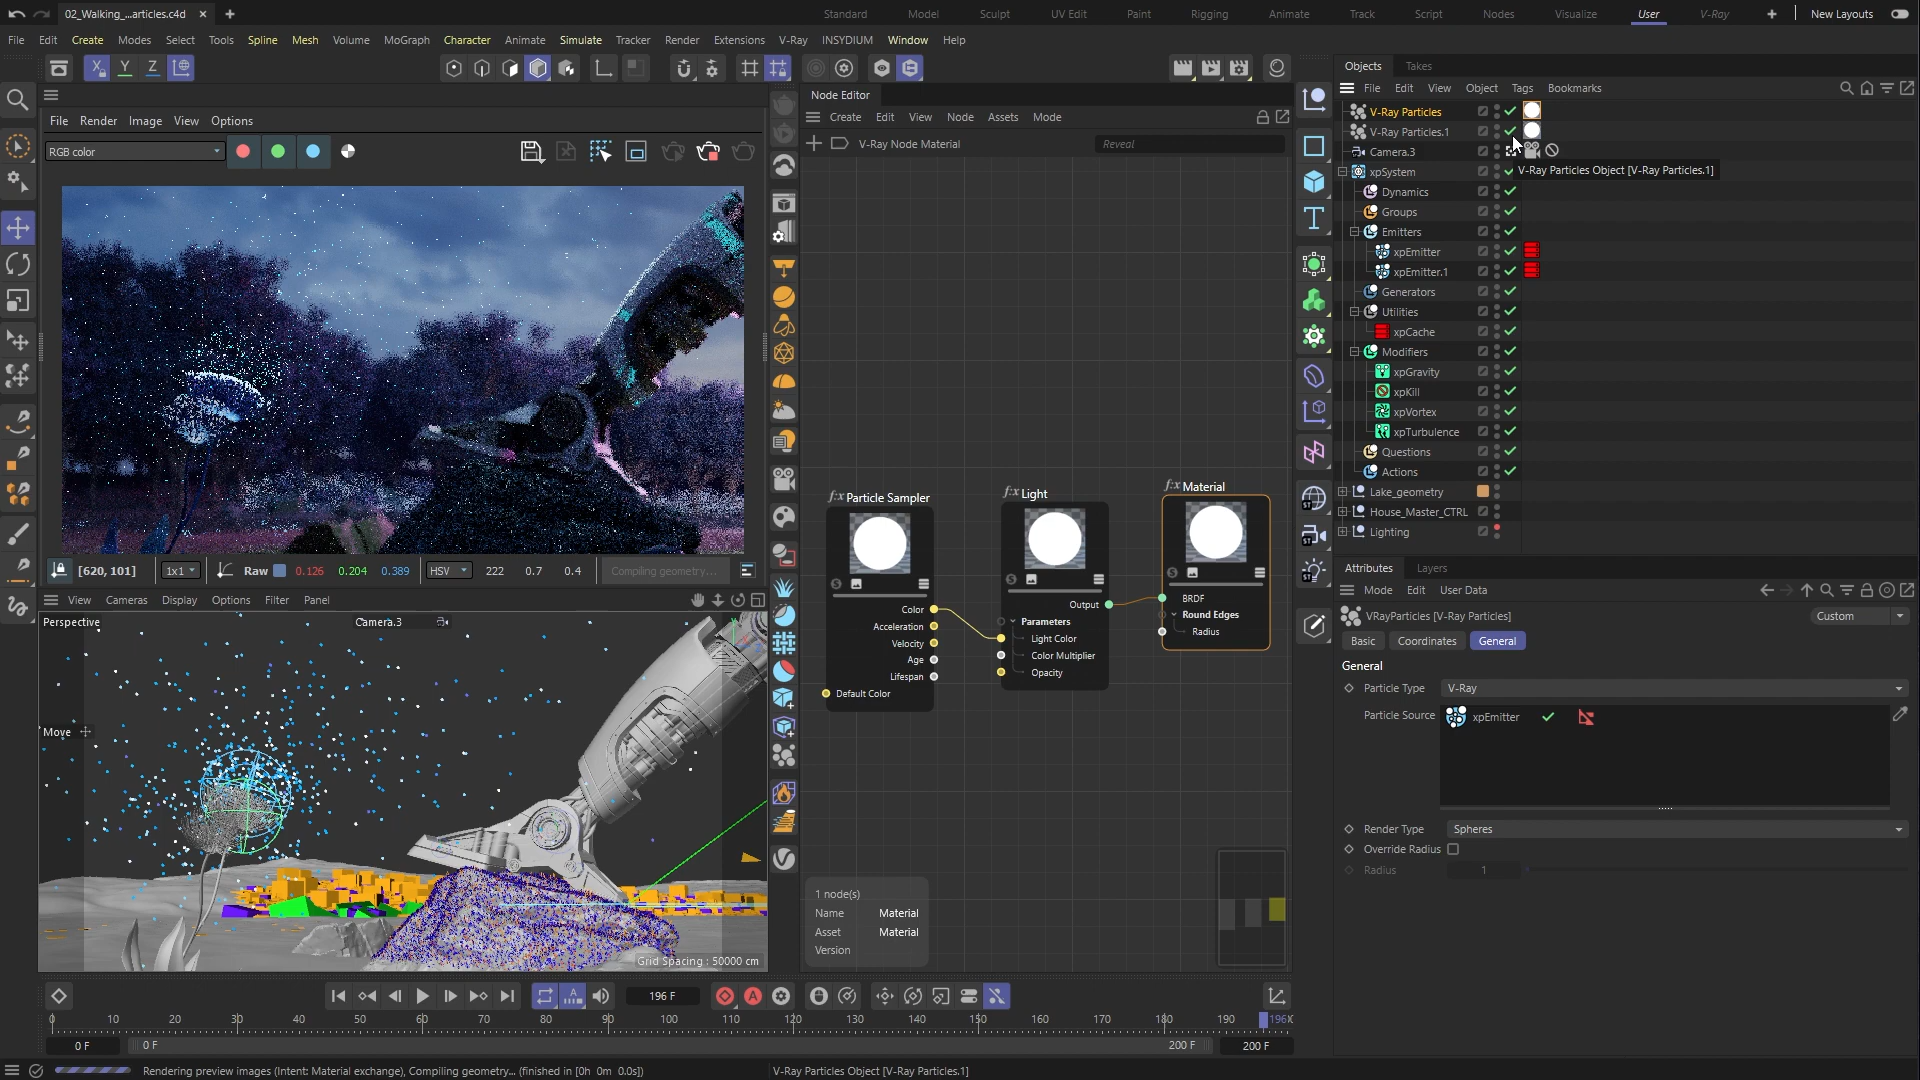 02_Walking_...articles.c4d
Standard Model Sculpt UV Edit Paint Rigging Animate Track Script Nodes Visualize User V-Ray New Layouts
File Edit Create Modes Select Tools Spline Mesh Volume MoGraph Character Animate Simulate Tracker Render Extensions V-Ray INSYDIUM Window Help
X Y Z
File Render Image View Options
RGB color
[620, 101] 1x1 Raw 0.126 0.204 0.389 HSV 222 0.7 0.4 Compiling geometry...
View Cameras Display Options Filter Panel
Perspective Camera.3
Move
Grid Spacing : 50000 cm
Node Editor
Create Edit View Node Assets Mode
V-Ray Node Material Reveal
Particle Sampler
Color
Acceleration
Velocity
Age
Lifespan
Default Color
Light
Output
Parameters
Light Color
Color Multiplier
Opacity
Material
BRDF
Round Edges
Radius
1 node(s)
Name Material
Asset Material
Version
Objects Takes
File Edit View Object Tags Bookmarks
V-Ray Particles
V-Ray Particles.1
Camera.3
xpSystem
V-Ray Particles Object [V-Ray Particles.1]
Dynamics
Groups
Emitters
xpEmitter
xpEmitter.1
Generators
Utilities
xpCache
Modifiers
xpGravity
xpKill
xpVortex
xpTurbulence
Questions
Actions
Lake_geometry
House_Master_CTRL
Lighting
Attributes Layers
Mode Edit User Data
VRayParticles [V-Ray Particles] Custom
Basic Coordinates General
General
Particle Type V-Ray
Particle Source xpEmitter
Render Type Spheres
Override Radius
Radius 1
196 F
0 10 20 30 40 50 60 70 80 90 100 110 120 130 140 150 160 170 180 190 196
0 F 0 F 200 F 200 F
Rendering preview images (Intent: Material exchange), Compiling geometry... (finished in [0h 0m 0.0s])
V-Ray Particles Object [V-Ray Particles.1]